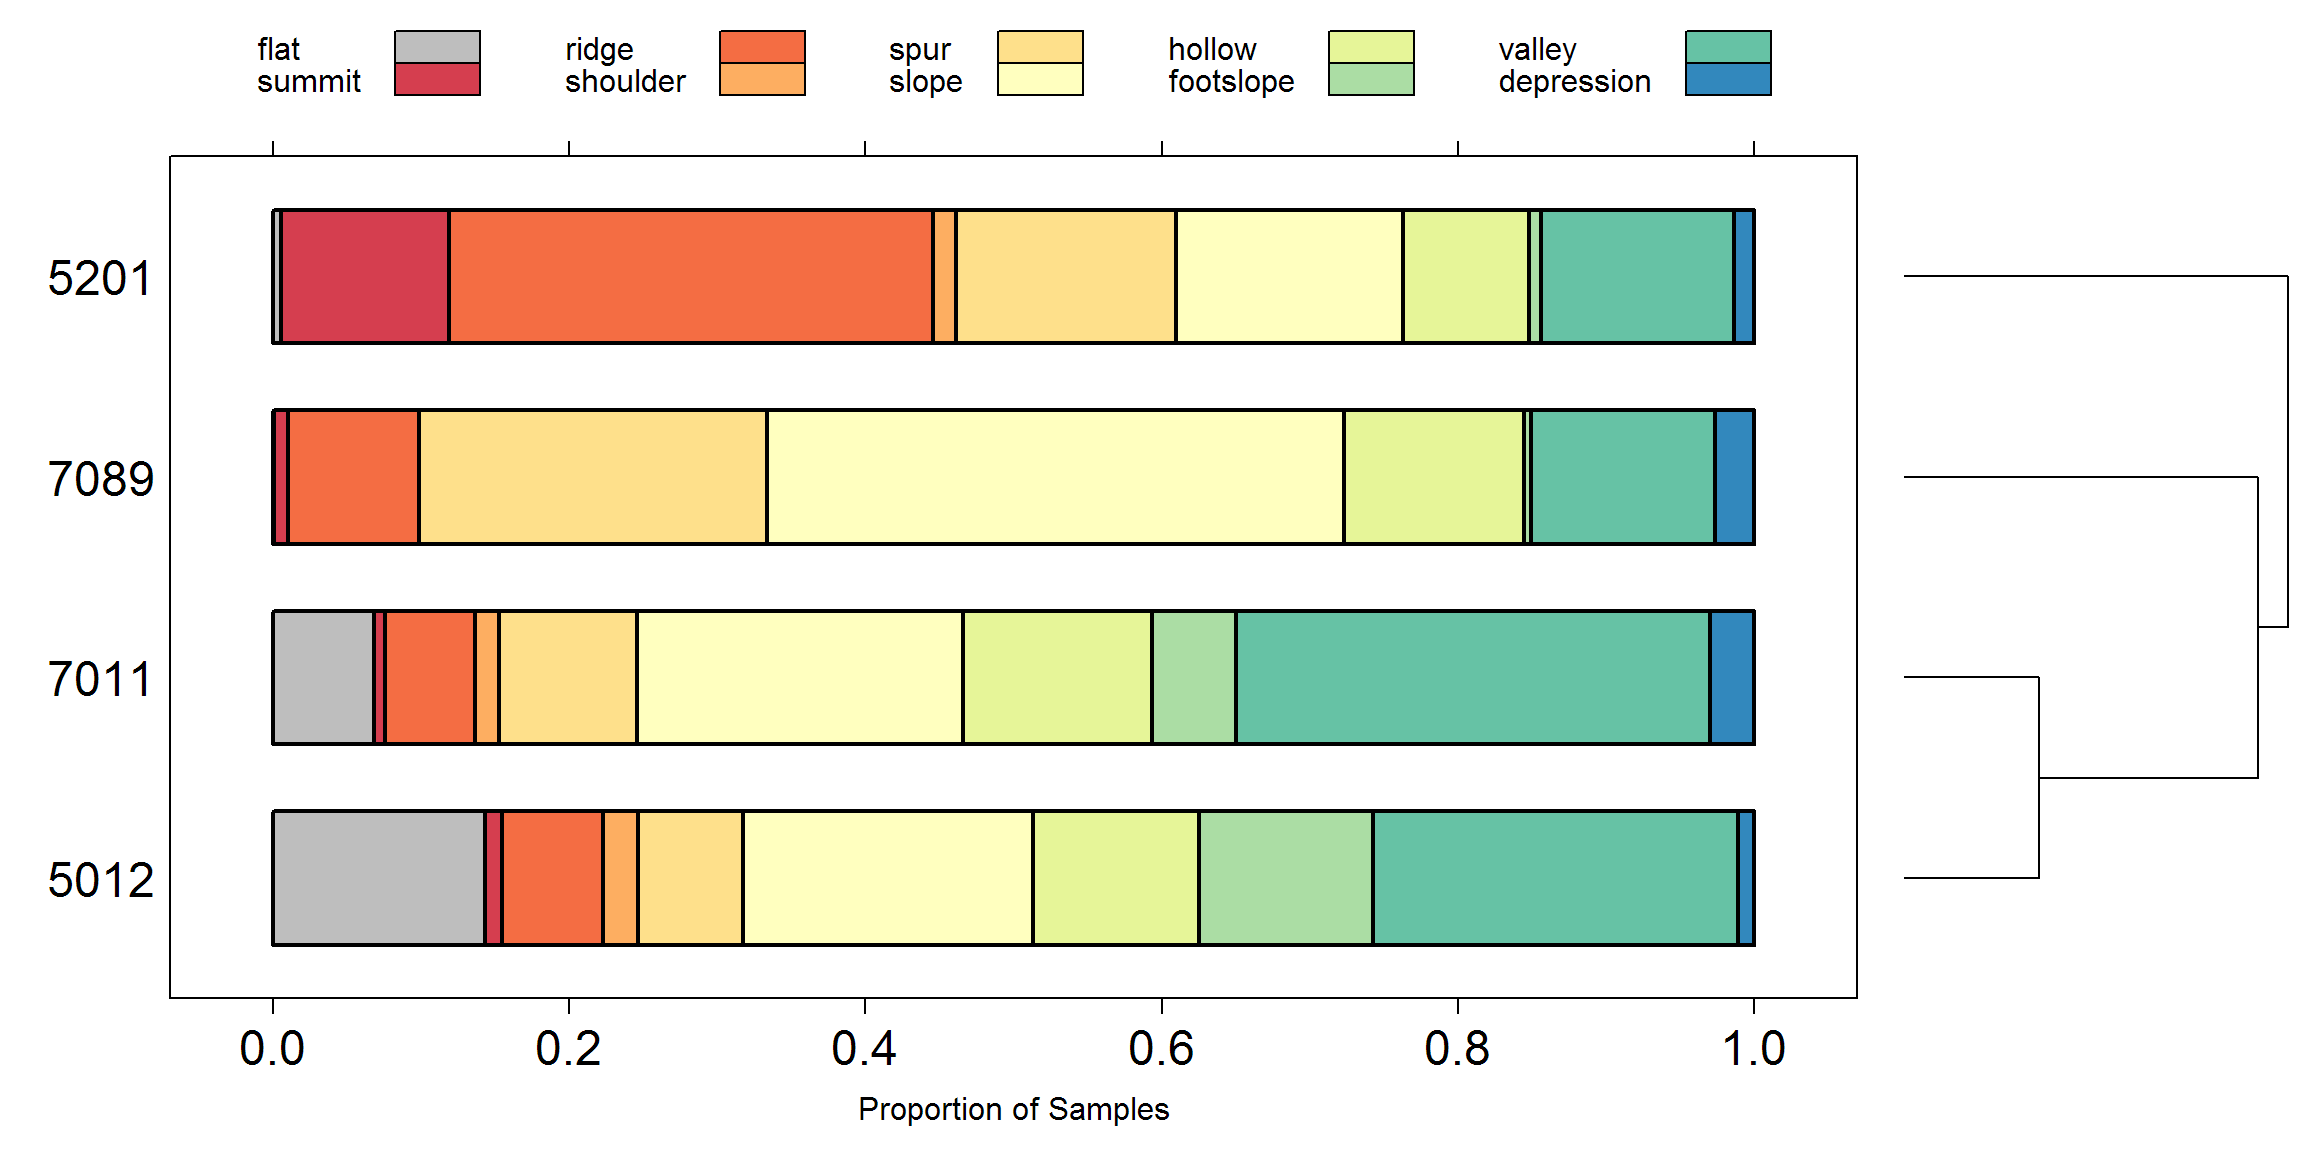 flat ridge spur hollow valley
summit shoulder slope footslope depression
5201
7089
7011
5012
0.0 0.2 0.4 0.6 0.8 1.0
Proportion of Samples